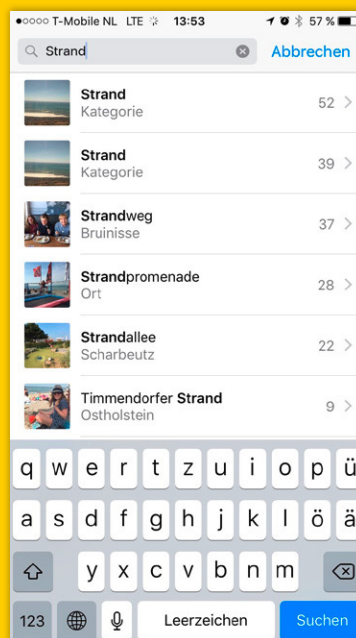 T-Mobile NL LTE 13:53 57 %
Strand Abbrechen
Strand
Kategorie
52
Strand
Kategorie
39
Strandweg
Bruinisse
37
Strandpromenade
Ort
28
Strandallee
Scharbeutz
22
Timmendorfer Strand
Ostholstein
9
q w e r t z u i o p ü
a s d f g h j k l ö ä
y x c v b n m
123 Leerzeichen Suchen